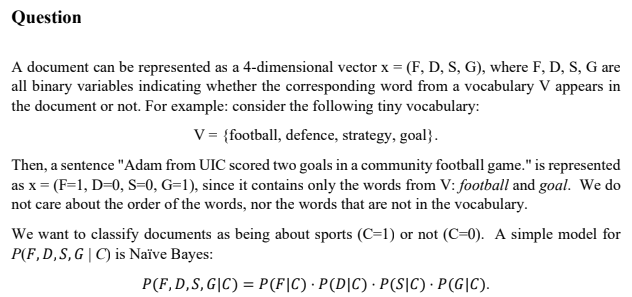 Question
A document can be represented as a 4-dimensional vector x = (F, D, S, G), where F, D, S, G are
all binary variables indicating whether the corresponding word from a vocabulary V appears in
the document or not. For example: consider the following tiny vocabulary:
V = {football, defence, strategy, goal}.
Then, a sentence "Adam from UIC scored two goals in a community football game." is represented
as x = (F=1, D=0, S=0, G=1), since it contains only the words from V: football and goal. We do
not care about the order of the words, nor the words that are not in the vocabulary.
We want to classify documents as being about sports (C=1) or not (C=0). A simple model for
P(F, D, S, G | C) is Naïve Bayes:
P(F, D, S, G|C) = P(F|C) · P(D|C) · P(S|C) · P(G|C).